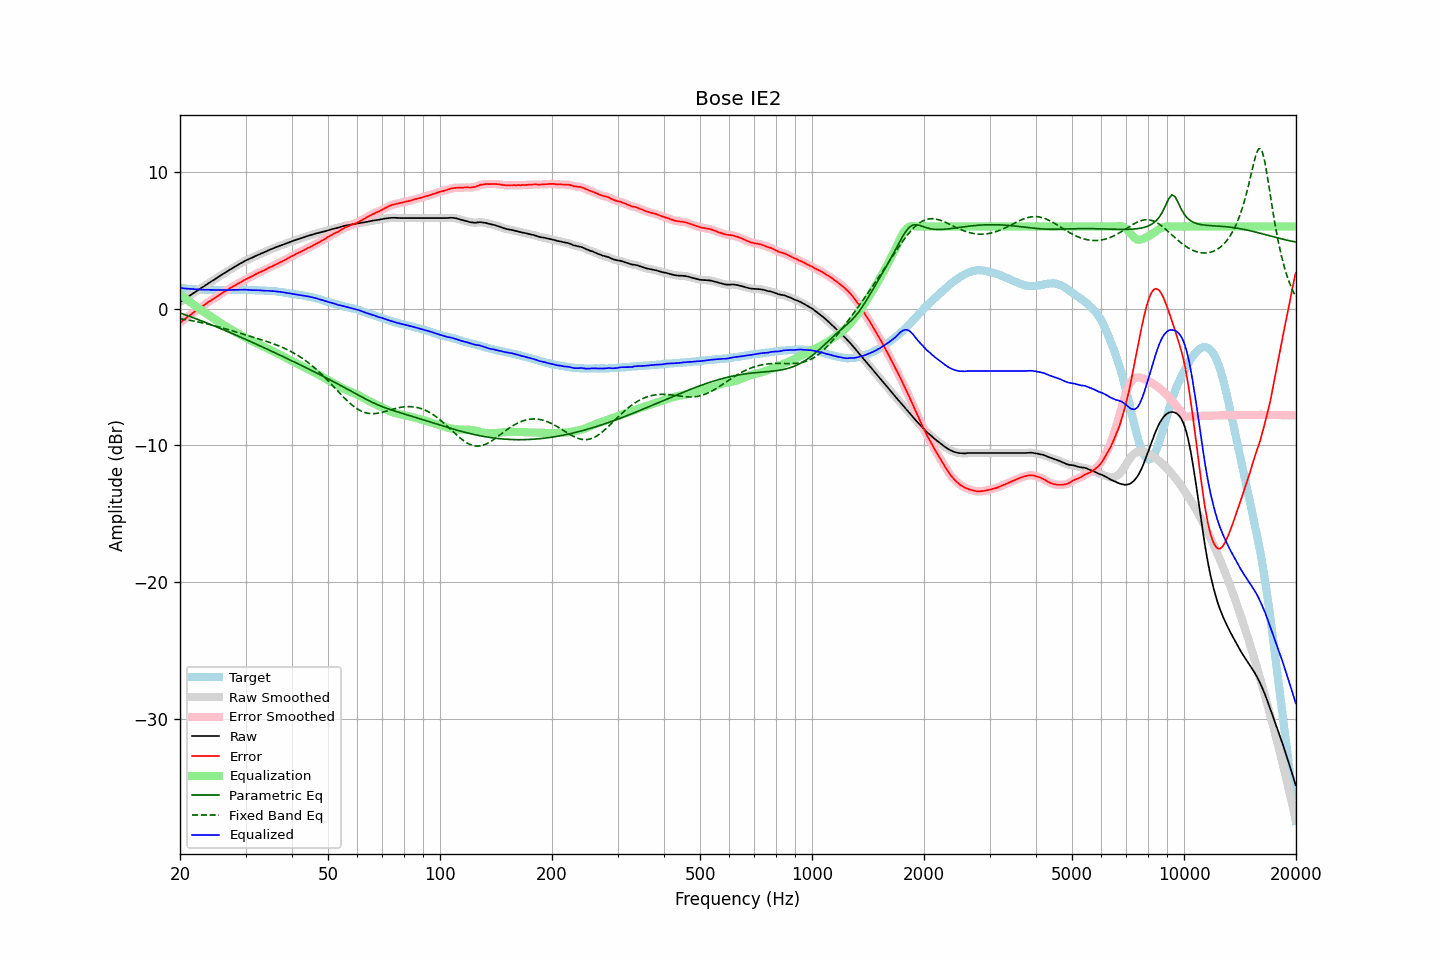 Bose IE2
Amplitude (dBr)
10
0
−10
−20
−30
Target
Raw Smoothed
Error Smoothed
Raw
Error
Equalization
Parametric Eq
Fixed Band Eq
Equalized
20 50 100 200 500 1000 2000 5000 10000 20000
Frequency (Hz)